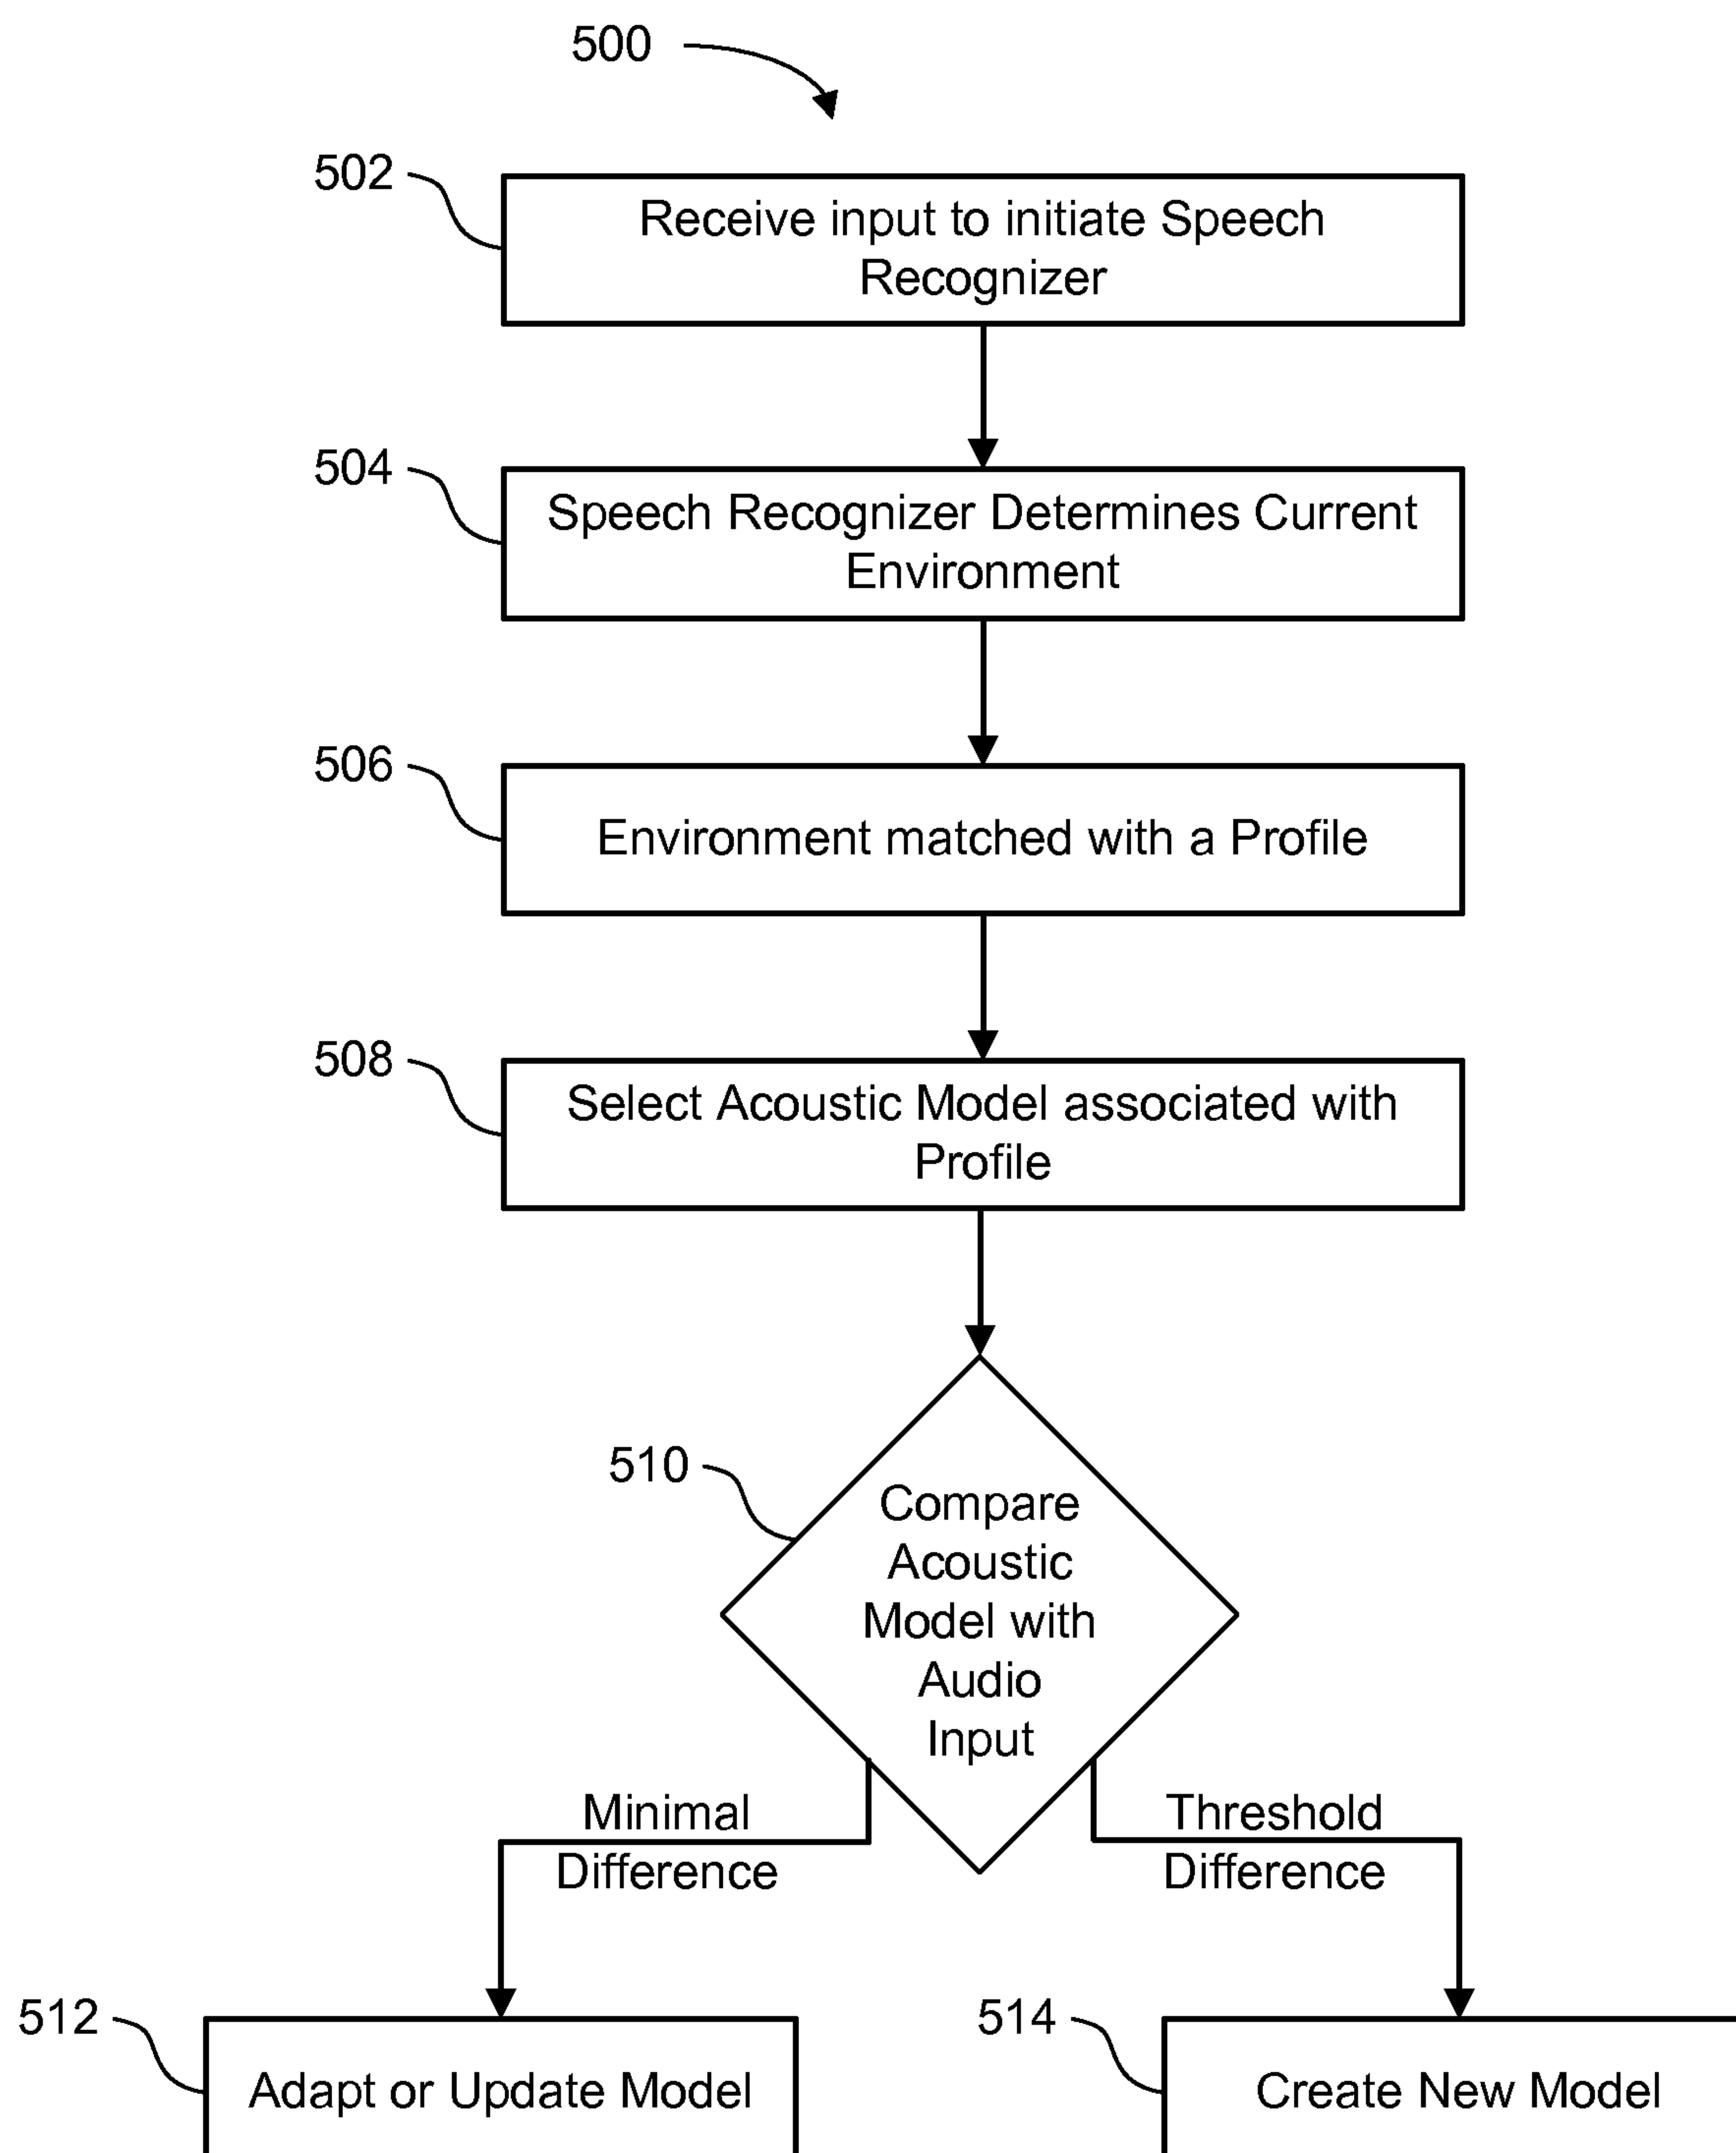 500
502
Receive input to initiate Speech
Recognizer
504
Speech Recognizer Determines Current
Environment
506
Environment matched with a Profile
508
Select Acoustic Model associated with
Profile
510
Compare
Acoustic
Model with
Audio
Input
Minimal
Difference
Threshold
Difference
512
Adapt or Update Model
514
Create New Model